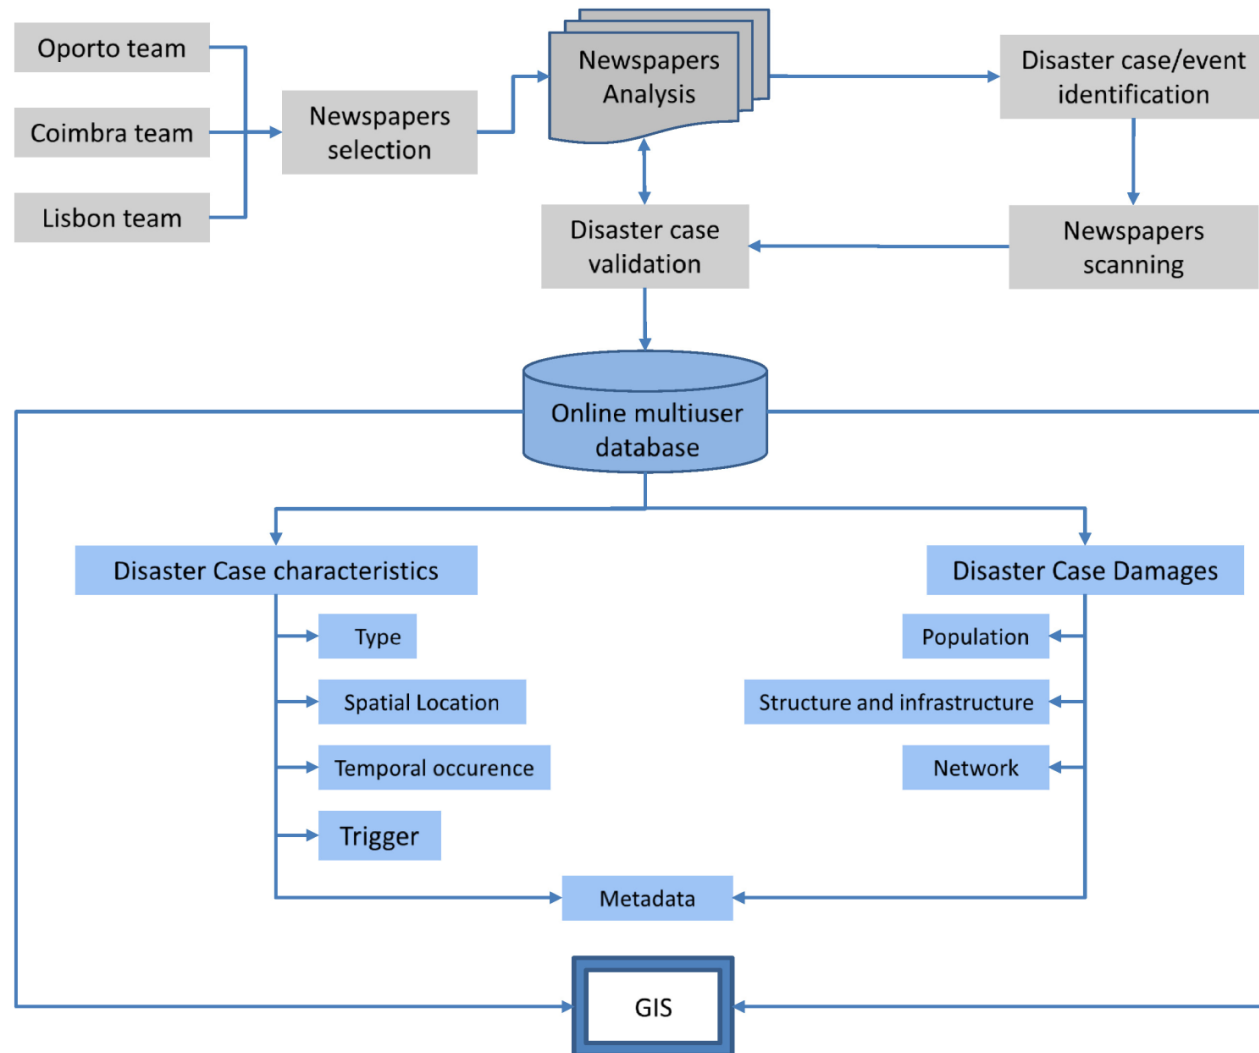 Oporto team
Coimbra team
Lisbon team
Newspapers
selection
Newspapers
Analysis
Disaster case/event
identification
Disaster case
validation
Newspapers
scanning
Online multiuser
database
Disaster Case characteristics
Type
Spatial Location
Temporal occurence
Trigger
Disaster Case Damages
Population
Structure and infrastructure
Network
Metadata
GIS